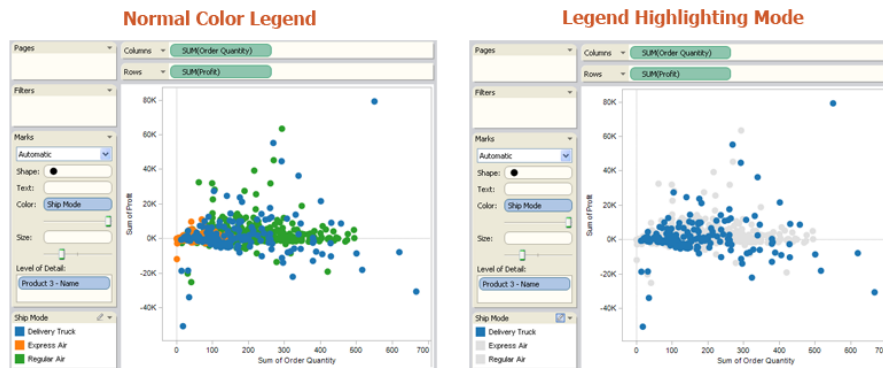 Normal Color Legend
Pages
Columns SUM(Order Quantity)
Rows SUM(Profit)
Filters
Marks
Automatic
Shape:
Text:
Color: Ship Mode
Size:
Level of Detail:
Product 3 - Name
Ship Mode
Delivery Truck
Express Air
Regular Air
Sum of Profit
80K
60K
40K
20K
0K
-20K
-40K
0 100 200 300 400 500 600 700
Sum of Order Quantity
Legend Highlighting Mode
Pages
Columns SUM(Order Quantity)
Rows SUM(Profit)
Filters
Marks
Automatic
Shape:
Text:
Color: Ship Mode
Size:
Level of Detail:
Product 3 - Name
Ship Mode
Delivery Truck
Express Air
Regular Air
Sum of Profit
80K
60K
40K
20K
0K
-20K
-40K
0 100 200 300 400 500 600 700
Sum of Order Quantity